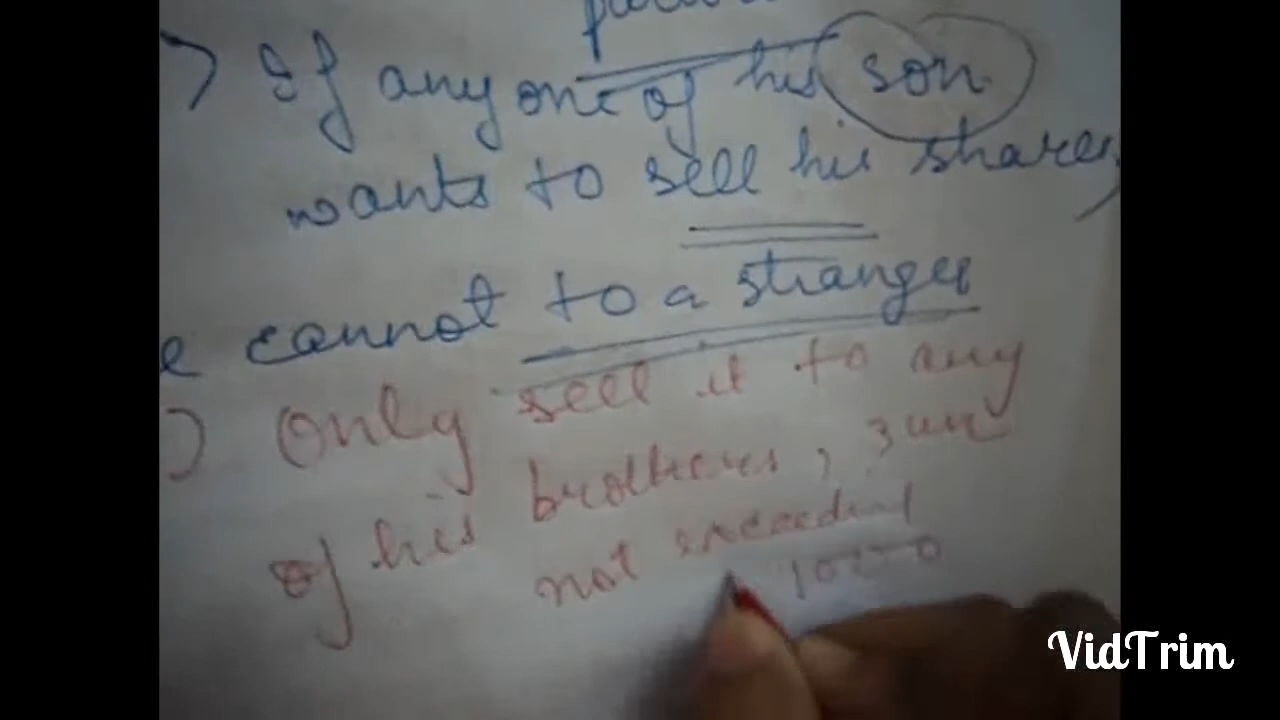 > If any one of his son
wants to sell his shares,
e cannot to a stranger
) Only sell it to any
of his brothers, sum
not exceeding
VidTrim